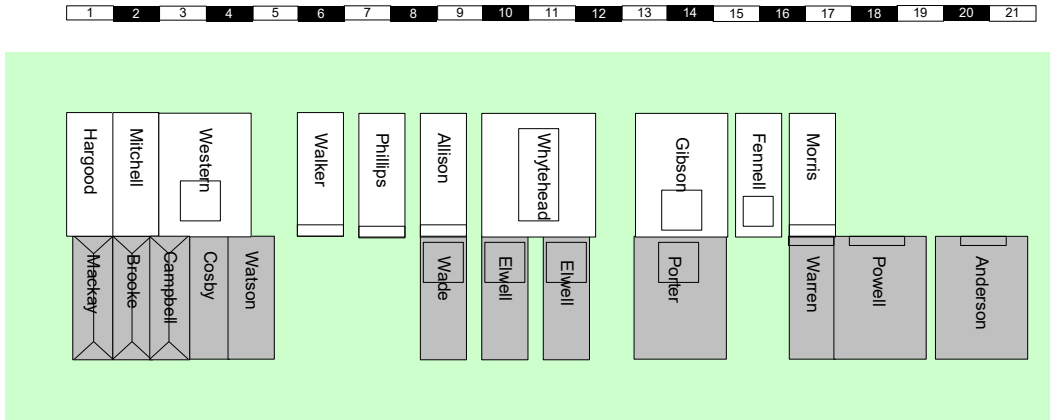 1 2 3 4 5 6 7 8 9 10 11 12 13 14 15 16 17 18 19 20 21
Hargood
Mitchell
Western
Walker
Phillips
Allison
Whytehead
Gibson
Fennell
Morris
Mackay
Brooke
Campbell
Cosby
Watson
Wade
Elwell
Elwell
Porter
Warren
Powell
Anderson